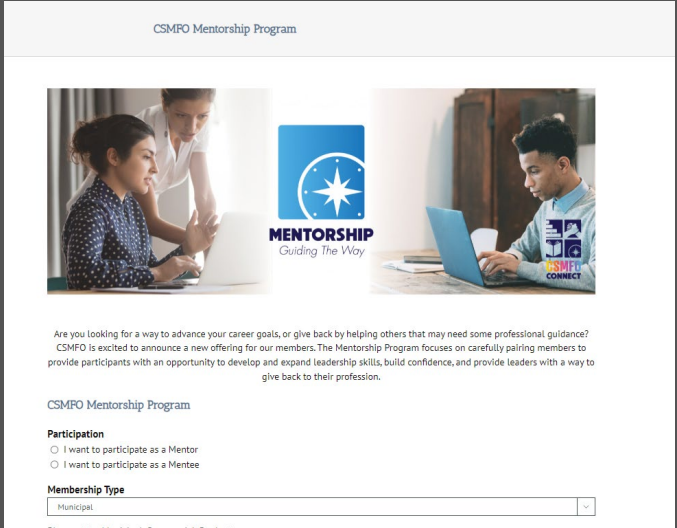 CSMFO Mentorship Program
MENTORSHIP
Guiding The Way
CSMFO
CONNECT
Are you looking for a way to advance your career goals, or give back by helping others that may need some professional guidance?
CSMFO is excited to announce a new offering for our members. The Mentorship Program focuses on carefully pairing members to
provide participants with an opportunity to develop and expand leadership skills, build confidence, and provide leaders with a way to
give back to their profession.
CSMFO Mentorship Program
Participation
I want to participate as a Mentor
I want to participate as a Mentee
Membership Type
Municipal